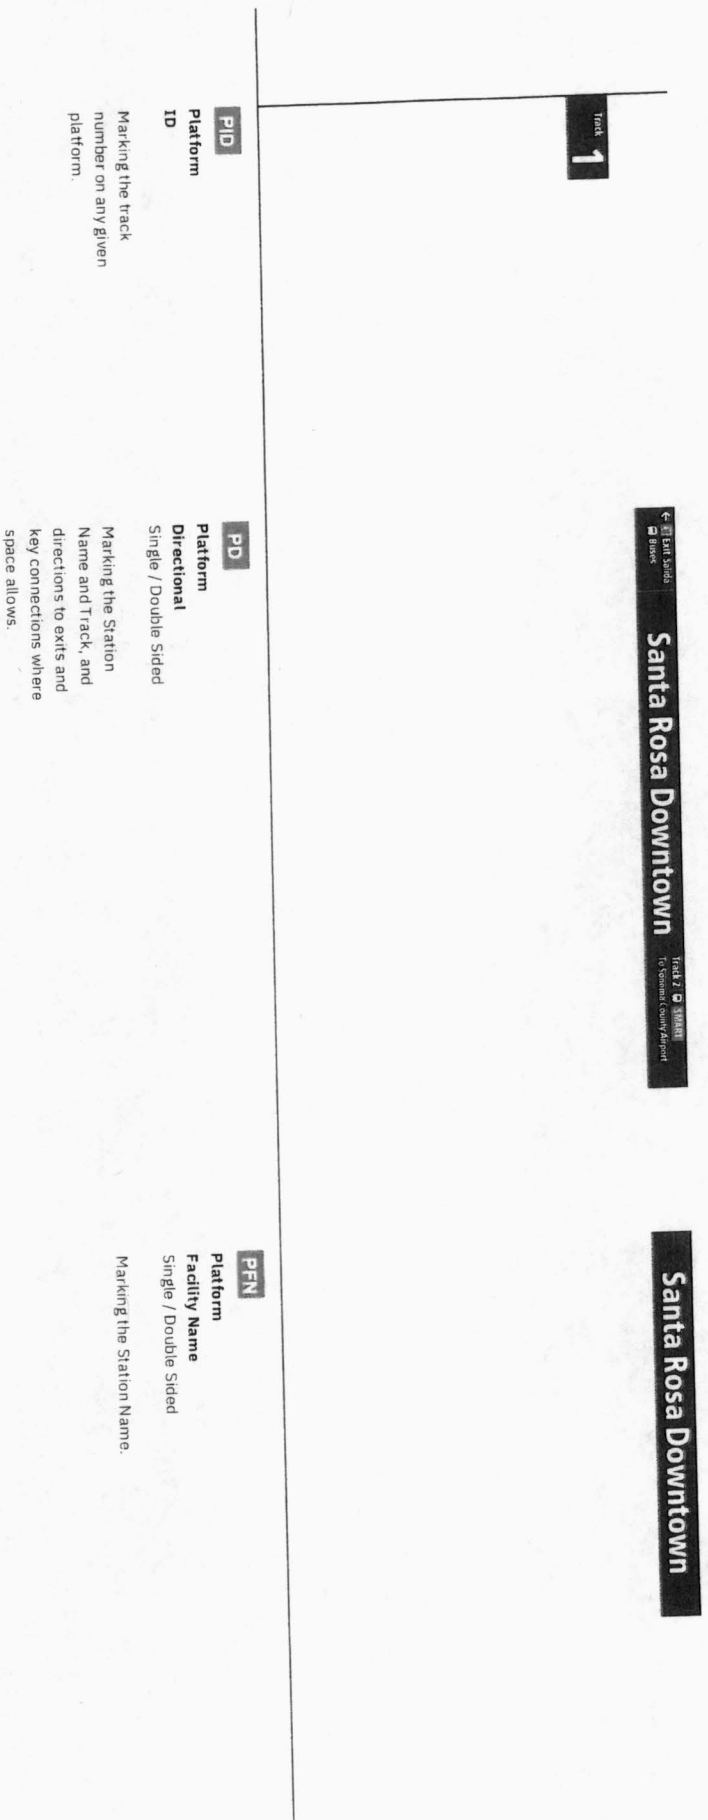 Track
1
← Exit Salida
Buses
Santa Rosa Downtown
Track 2 SMART
To Sonoma County Airport
Santa Rosa Downtown
PID
Platform
ID
Marking the track
number on any given
platform.
PD
Platform
Directional
Single / Double Sided
Marking the Station
Name and Track, and
directions to exits and
key connections where
space allows.
PFN
Platform
Facility Name
Single / Double Sided
Marking the Station Name.